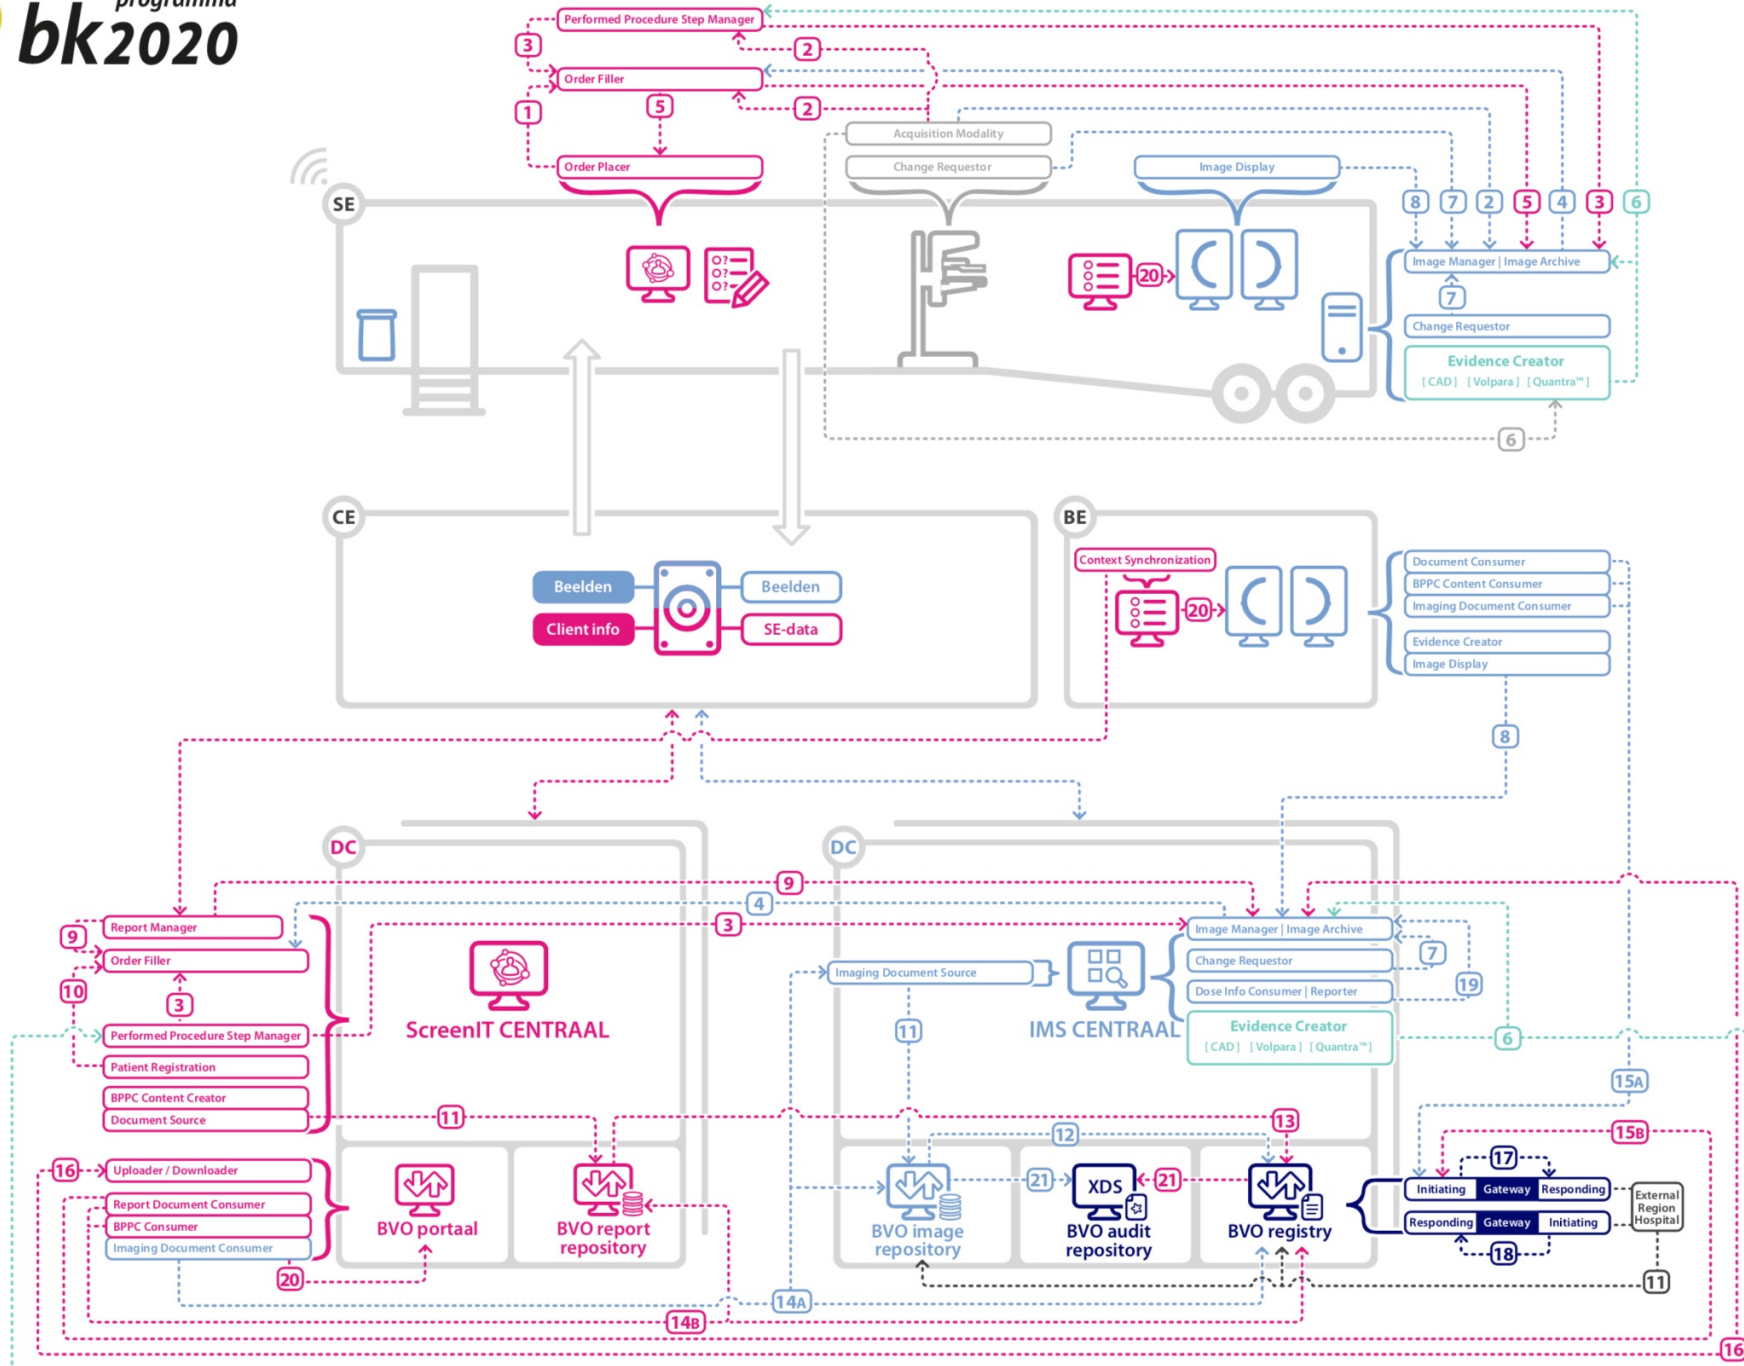 programma
bk2020
Performed Procedure Step Manager
3
2
Order Filler
1
5
2
Order Placer
Acquisition Modality
Change Requestor
Image Display
8
7
2
5
4
3
6
SE
20
Image Manager | Image Archive
7
Change Requestor
Evidence Creator
[ CAD ] [ Volpara ] [ Quantra™ ]
6
CE
Beelden
Beelden
Client info
SE-data
BE
Context Synchronization
20
Document Consumer
BPPC Content Consumer
Imaging Document Consumer
Evidence Creator
Image Display
8
DC
DC
9
4
3
Report Manager
9
Order Filler
10
3
Performed Procedure Step Manager
Patient Registration
BPPC Content Creator
Document Source
11
ScreenIT CENTRAAL
Imaging Document Source
11
IMS CENTRAAL
Image Manager | Image Archive
Change Requestor
7
Dose Info Consumer | Reporter
19
Evidence Creator
[ CAD ] [ Volpara ] [ Quantra™ ]
6
15A
13
12
15B
16
Uploader / Downloader
Report Document Consumer
BPPC Consumer
Imaging Document Consumer
20
BVO portaal
BVO report
repository
BVO image
repository
21
XDS
21
BVO audit
repository
BVO registry
17
Initiating Gateway Responding
Responding Gateway Initiating
18
External
Region
Hospital
11
14A
14B
16